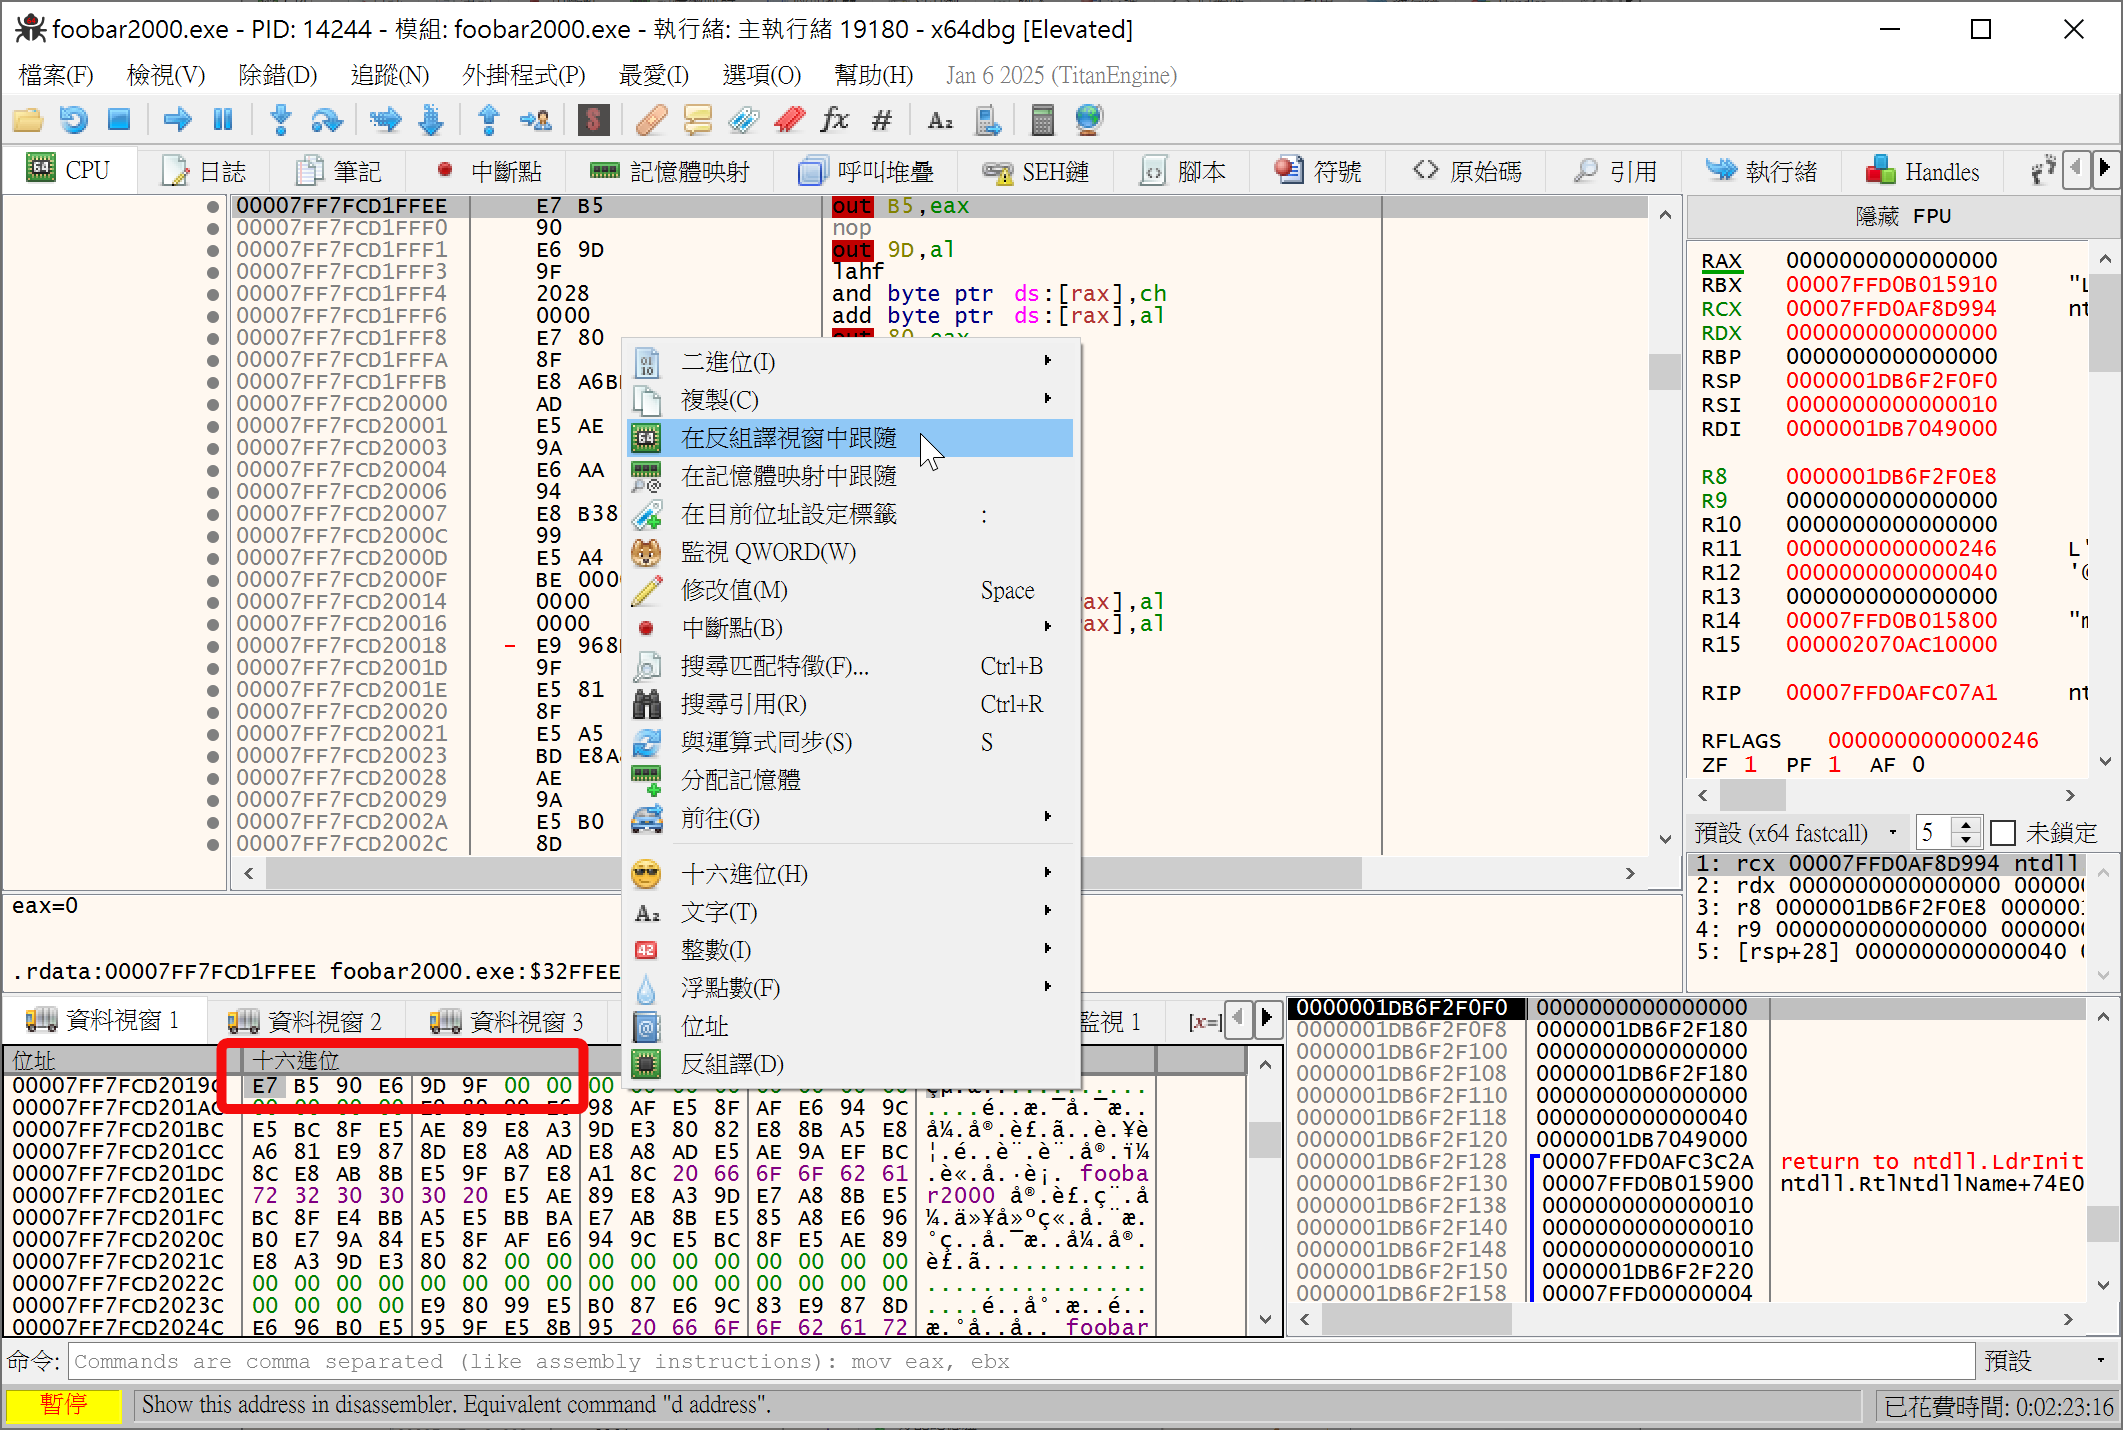 foobar2000.exe - PID: 14244 - 模組: foobar2000.exe - 執行緒: 主執行緒 19180 - x64dbg [Elevated]
檔案(F) 檢視(V) 除錯(D) 追蹤(N) 外掛程式(P) 最愛(I) 選項(O) 幫助(H) Jan 6 2025 (TitanEngine)
CPU 日誌 筆記 中斷點 記憶體映射 呼叫堆疊 SEH鏈 腳本 符號 原始碼 引用 執行緒 Handles
00007FF7FCD1FFEE E7 B5 out B5,eax
00007FF7FCD1FFF0 90 nop
00007FF7FCD1FFF1 E6 9D out 9D,al
00007FF7FCD1FFF3 9F lahf
00007FF7FCD1FFF4 2028 and byte ptr ds:[rax],ch
00007FF7FCD1FFF6 0000 add byte ptr ds:[rax],al
00007FF7FCD1FFF8 E7 80 out 80,eax
00007FF7FCD1FFFA 8F
00007FF7FCD1FFFB E8 A6B
00007FF7FCD20000 AD
00007FF7FCD20001 E5 AE
00007FF7FCD20003 9A
00007FF7FCD20004 E6 AA
00007FF7FCD20006 94
00007FF7FCD20007 E8 B38
00007FF7FCD2000C 99
00007FF7FCD2000D E5 A4
00007FF7FCD2000F BE 000
00007FF7FCD20014 0000 ax],al
00007FF7FCD20016 0000 ax],al
00007FF7FCD20018 - E9 968
00007FF7FCD2001D 9F
00007FF7FCD2001E E5 81
00007FF7FCD20020 8F
00007FF7FCD20021 E5 A5
00007FF7FCD20023 BD E8A
00007FF7FCD20028 AE
00007FF7FCD20029 9A
00007FF7FCD2002A E5 B0
00007FF7FCD2002C 8D
二進位(I)
複製(C)
在反組譯視窗中跟隨
在記憶體映射中跟隨
在目前位址設定標籤 :
監視 QWORD(W)
修改值(M) Space
中斷點(B)
搜尋匹配特徵(F)... Ctrl+B
搜尋引用(R) Ctrl+R
與運算式同步(S) S
分配記憶體
前往(G)
十六進位(H)
文字(T)
整數(I)
浮點數(F)
位址
反組譯(D)
隱藏 FPU
RAX 0000000000000000
RBX 00007FFD0B015910 "L
RCX 00007FFD0AF8D994 nt
RDX 0000000000000000
RBP 0000000000000000
RSP 0000001DB6F2F0F0
RSI 0000000000000010
RDI 0000001DB7049000
R8 0000001DB6F2F0E8
R9 0000000000000000
R10 0000000000000000
R11 0000000000000246 L'
R12 0000000000000040 '@
R13 0000000000000000
R14 00007FFD0B015800 "m
R15 000002070AC10000
RIP 00007FFD0AFC07A1 nt
RFLAGS 0000000000000246
ZF 1 PF 1 AF 0
預設 (x64 fastcall) 5 未鎖定
1: rcx 00007FFD0AF8D994 ntdll
2: rdx 0000000000000000 00000
3: r8 0000001DB6F2F0E8 0000001
4: r9 0000000000000000 000000
5: [rsp+28] 0000000000000040
eax=0
.rdata:00007FF7FCD1FFEE foobar2000.exe:$32FFEE
資料視窗 1 資料視窗 2 資料視窗 3 監視 1 [x=]
位址 十六進位
00007FF7FCD2019C E7 B5 90 E6 9D 9F 00 00 00
00007FF7FCD201AC 00 00 00 00 E9 80 99 E6 98 AF E5 8F AF E6 94 9C ....é..æ.¯å.¯æ..
00007FF7FCD201BC E5 BC 8F E5 AE 89 E8 A3 9D E3 80 82 E8 8B A5 E8 å¼.å®.è£.ã..è.¥è
00007FF7FCD201CC A6 81 E9 87 8D E8 A8 AD E8 A8 AD E5 AE 9A EF BC ¦.é..è¨.è¨.å®.ï¼
00007FF7FCD201DC 8C E8 AB 8B E5 9F B7 E8 A1 8C 20 66 6F 6F 62 61 .è«.å.·è¡. fooba
00007FF7FCD201EC 72 32 30 30 30 20 E5 AE 89 E8 A3 9D E7 A8 8B E5 r2000 å®.è£.ç¨.å
00007FF7FCD201FC BC 8F E4 BB A5 E5 BB BA E7 AB 8B E5 85 A8 E6 96 ¼.ä»¥å»ºç«.å.¨æ.
00007FF7FCD2020C B0 E7 9A 84 E5 8F AF E6 94 9C E5 BC 8F E5 AE 89 °ç..å.¯æ..å¼.å®.
00007FF7FCD2021C E8 A3 9D E3 80 82 00 00 00 00 00 00 00 00 00 00 è£.ã............
00007FF7FCD2022C 00 00 00 00 00 00 00 00 00 00 00 00 00 00 00 00 ................
00007FF7FCD2023C 00 00 00 00 E9 80 99 E5 B0 87 E6 9C 83 E9 87 8D ....é..å°.æ..é..
00007FF7FCD2024C E6 96 B0 E5 95 9F E5 8B 95 20 66 6F 6F 62 61 72 æ.°å..å.. foobar
0000001DB6F2F0F0 0000000000000000
0000001DB6F2F0F8 0000001DB6F2F180
0000001DB6F2F100 0000000000000000
0000001DB6F2F108 0000001DB6F2F180
0000001DB6F2F110 0000000000000000
0000001DB6F2F118 0000000000000040
0000001DB6F2F120 0000001DB7049000
0000001DB6F2F128 00007FFD0AFC3C2A return to ntdll.LdrInit
0000001DB6F2F130 00007FFD0B015900 ntdll.RtlNtdllName+74E0
0000001DB6F2F138 0000000000000010
0000001DB6F2F140 0000000000000010
0000001DB6F2F148 0000000000000010
0000001DB6F2F150 0000001DB6F2F220
0000001DB6F2F158 00007FFD00000004
命令: Commands are comma separated (like assembly instructions): mov eax, ebx 預設
暫停 Show this address in disassembler. Equivalent command "d address". 已花費時間: 0:02:23:16